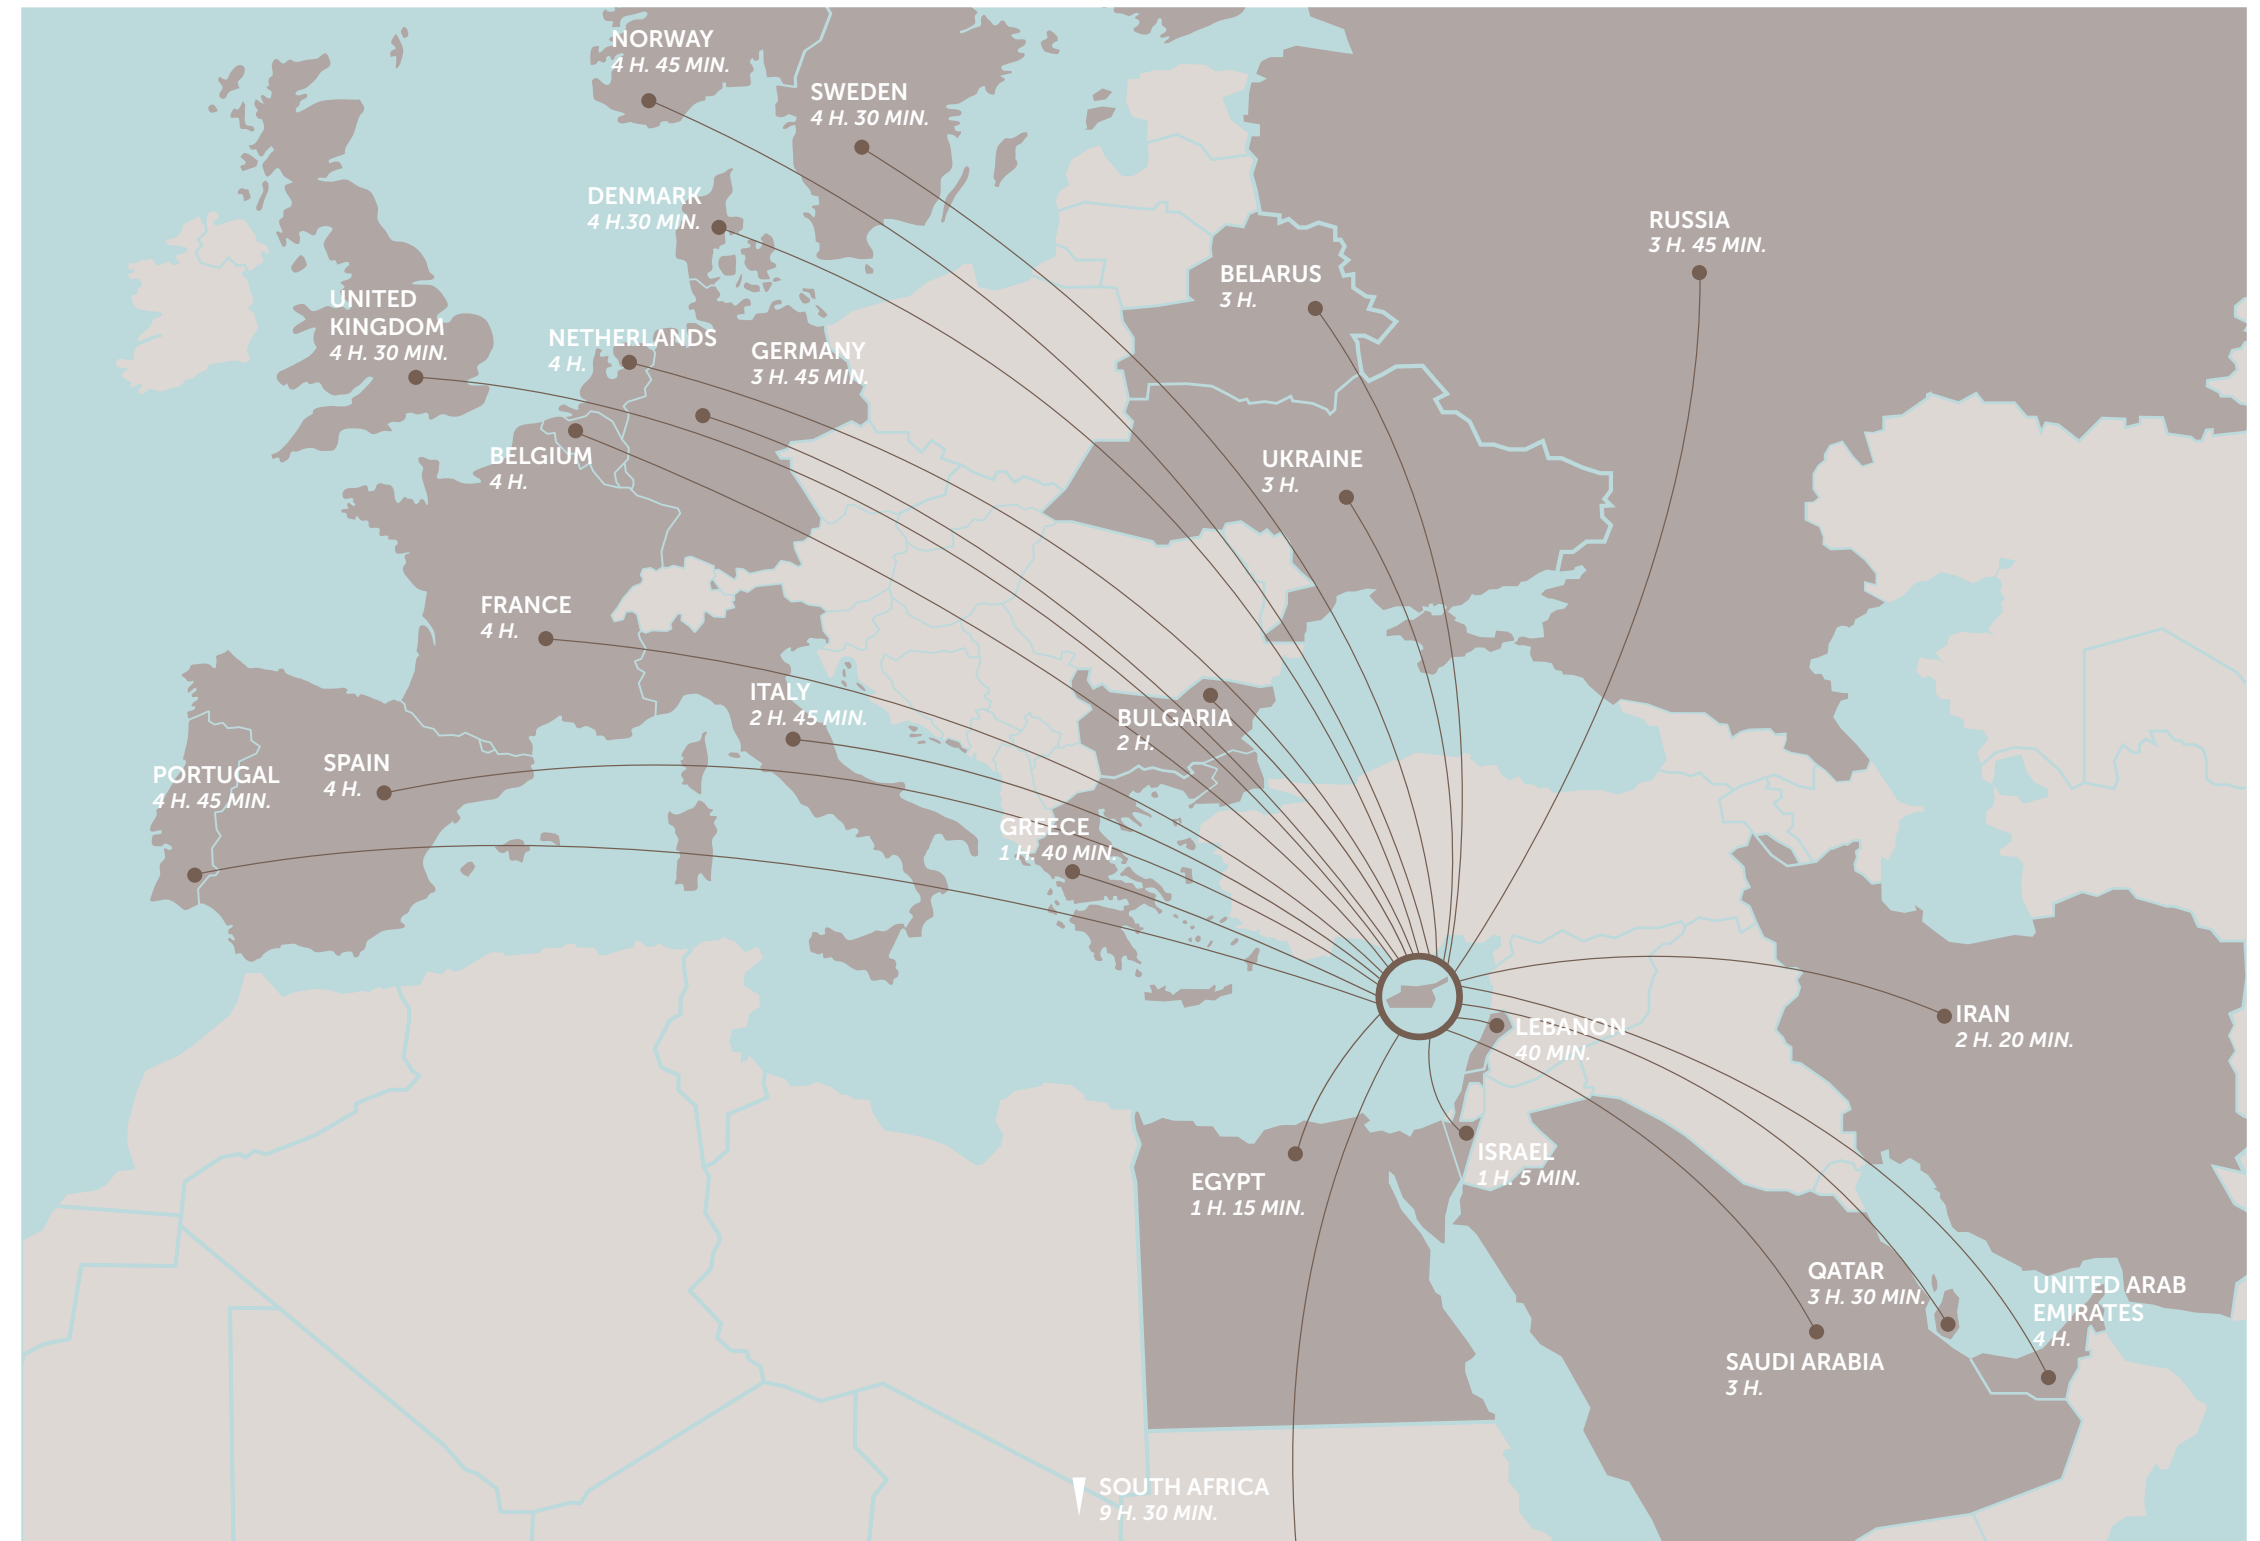 NORWAY
4 H. 45 MIN.
SWEDEN
4 H. 30 MIN.
DENMARK
4 H.30 MIN.
RUSSIA
3 H. 45 MIN.
BELARUS
3 H.
UNITED
KINGDOM
4 H. 30 MIN.
NETHERLANDS
4 H.
GERMANY
3 H. 45 MIN.
BELGIUM
4 H.
UKRAINE
3 H.
FRANCE
4 H.
ITALY
2 H. 45 MIN.
BULGARIA
2 H.
SPAIN
4 H.
PORTUGAL
4 H. 45 MIN.
GREECE
1 H. 40 MIN.
IRAN
2 H. 20 MIN.
LEBANON
40 MIN.
ISRAEL
1 H. 5 MIN.
EGYPT
1 H. 15 MIN.
QATAR
3 H. 30 MIN.
UNITED ARAB
EMIRATES
4 H.
SAUDI ARABIA
3 H.
SOUTH AFRICA
9 H. 30 MIN.